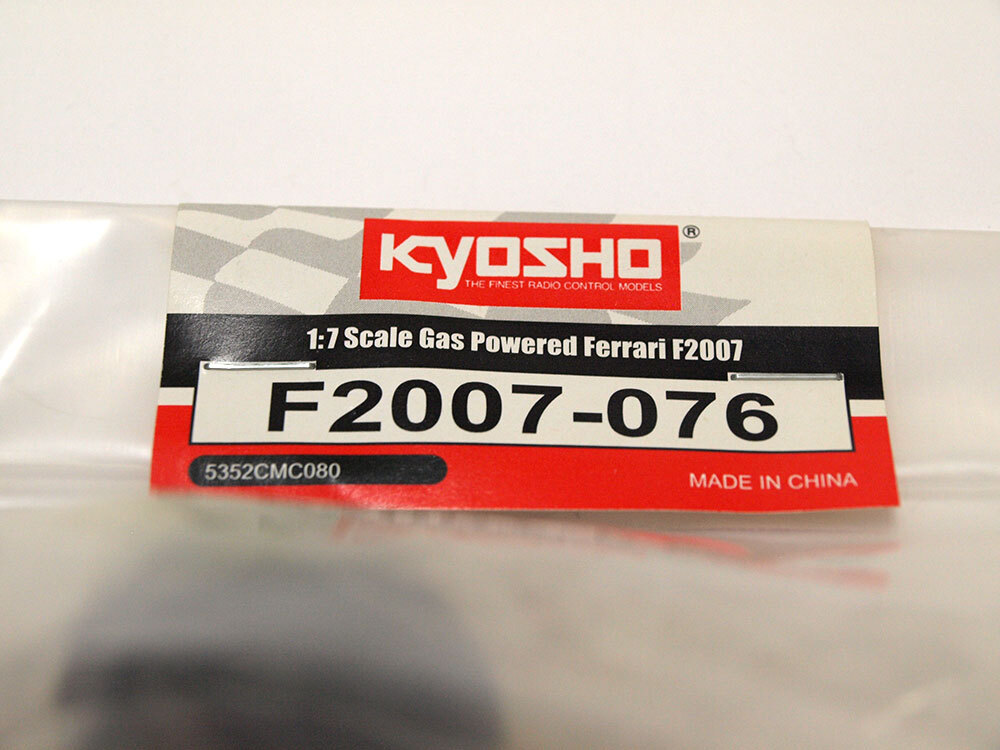 KYOSHO®
THE FINEST RADIO CONTROL MODELS
1:7 Scale Gas Powered Ferrari F2007
F2007-076
5352CMC080
MADE IN CHINA